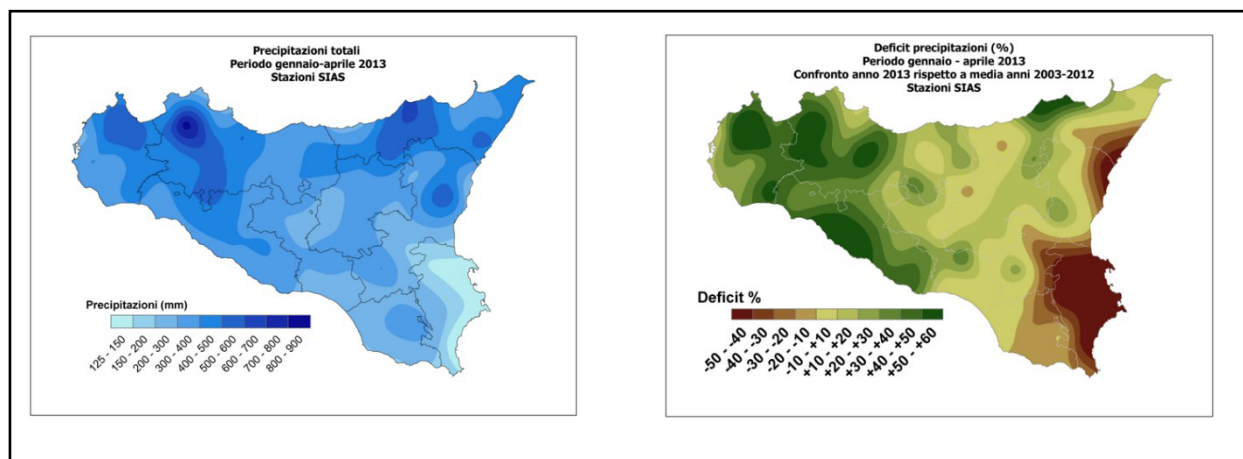 Precipitazioni totali
Periodo gennaio-aprile 2013
Stazioni SIAS
Precipitazioni (mm)
125 - 150
150 - 200
200 - 300
300 - 400
400 - 500
500 - 600
600 - 700
700 - 800
800 - 900
Deficit precipitazioni (%)
Periodo gennaio - aprile 2013
Confronto anno 2013 rispetto a media anni 2003-2012
Stazioni SIAS
Deficit %
-50 - -40
-40 - -30
-30 - -20
-20 - -10
-10 - +10
+10 - +20
+20 - +30
+30 - +40
+40 - +50
+50 - +60